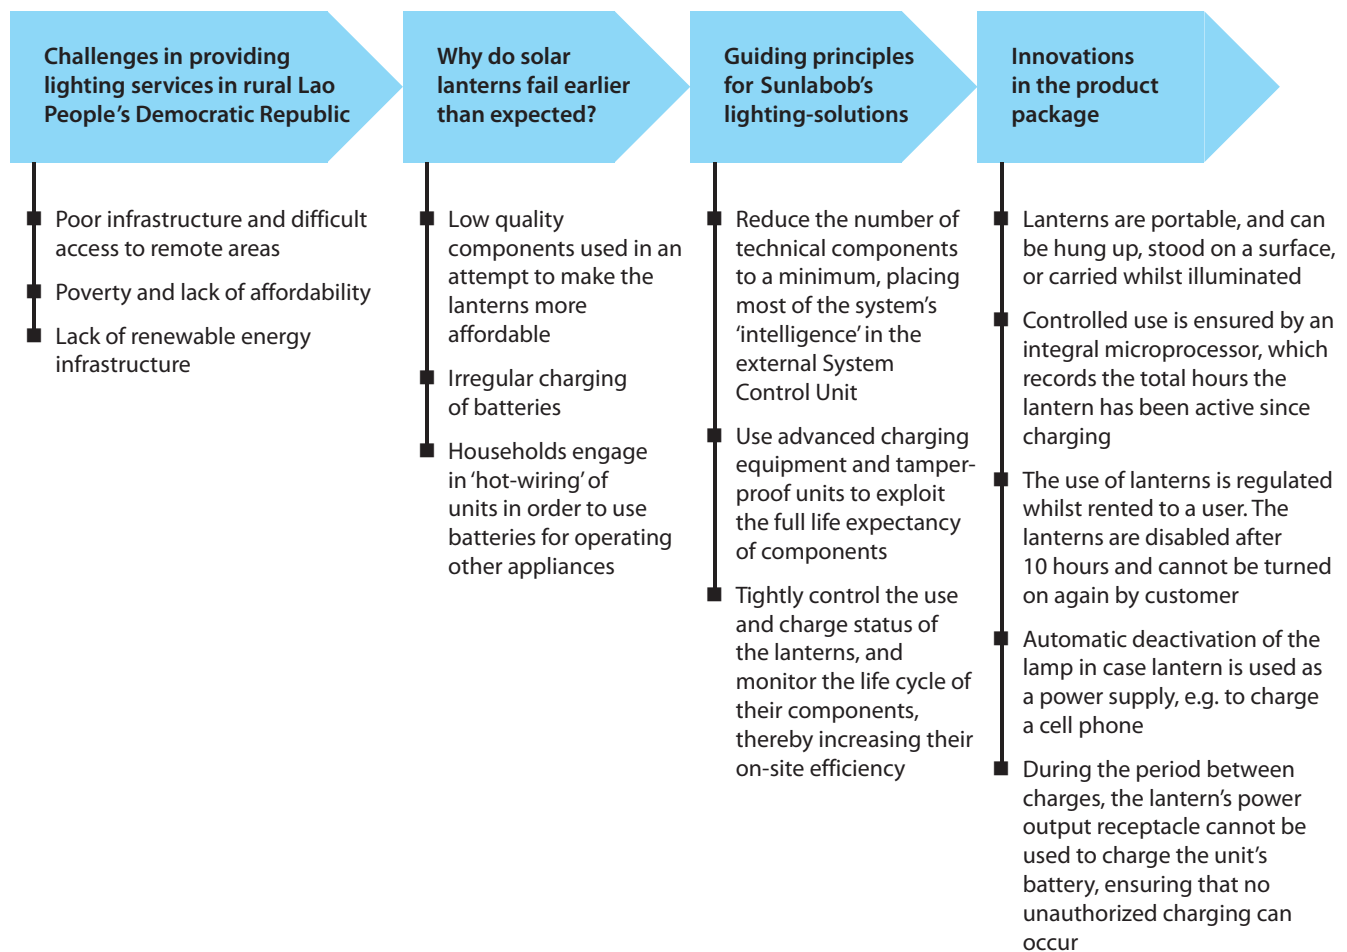 Challenges in providing
lighting services in rural Lao
People’s Democratic Republic
Poor infrastructure and difficult
access to remote areas
Poverty and lack of affordability
Lack of renewable energy
infrastructure
Why do solar
lanterns fail earlier
than expected?
Low quality
components used in an
attempt to make the
lanterns more
affordable
Irregular charging
of batteries
Households engage
in ‘hot-wiring’ of
units in order to use
batteries for operating
other appliances
Guiding principles
for Sunlabob’s
lighting-solutions
Reduce the number of
technical components
to a minimum, placing
most of the system’s
‘intelligence’ in the
external System
Control Unit
Use advanced charging
equipment and tamper-
proof units to exploit
the full life expectancy
of components
Tightly control the use
and charge status of
the lanterns, and
monitor the life cycle of
their components,
thereby increasing their
on-site efficiency
Innovations
in the product
package
Lanterns are portable, and can
be hung up, stood on a surface,
or carried whilst illuminated
Controlled use is ensured by an
integral microprocessor, which
records the total hours the
lantern has been active since
charging
The use of lanterns is regulated
whilst rented to a user. The
lanterns are disabled after
10 hours and cannot be turned
on again by customer
Automatic deactivation of the
lamp in case lantern is used as
a power supply, e.g. to charge
a cell phone
During the period between
charges, the lantern’s power
output receptacle cannot be
used to charge the unit’s
battery, ensuring that no
unauthorized charging can
occur